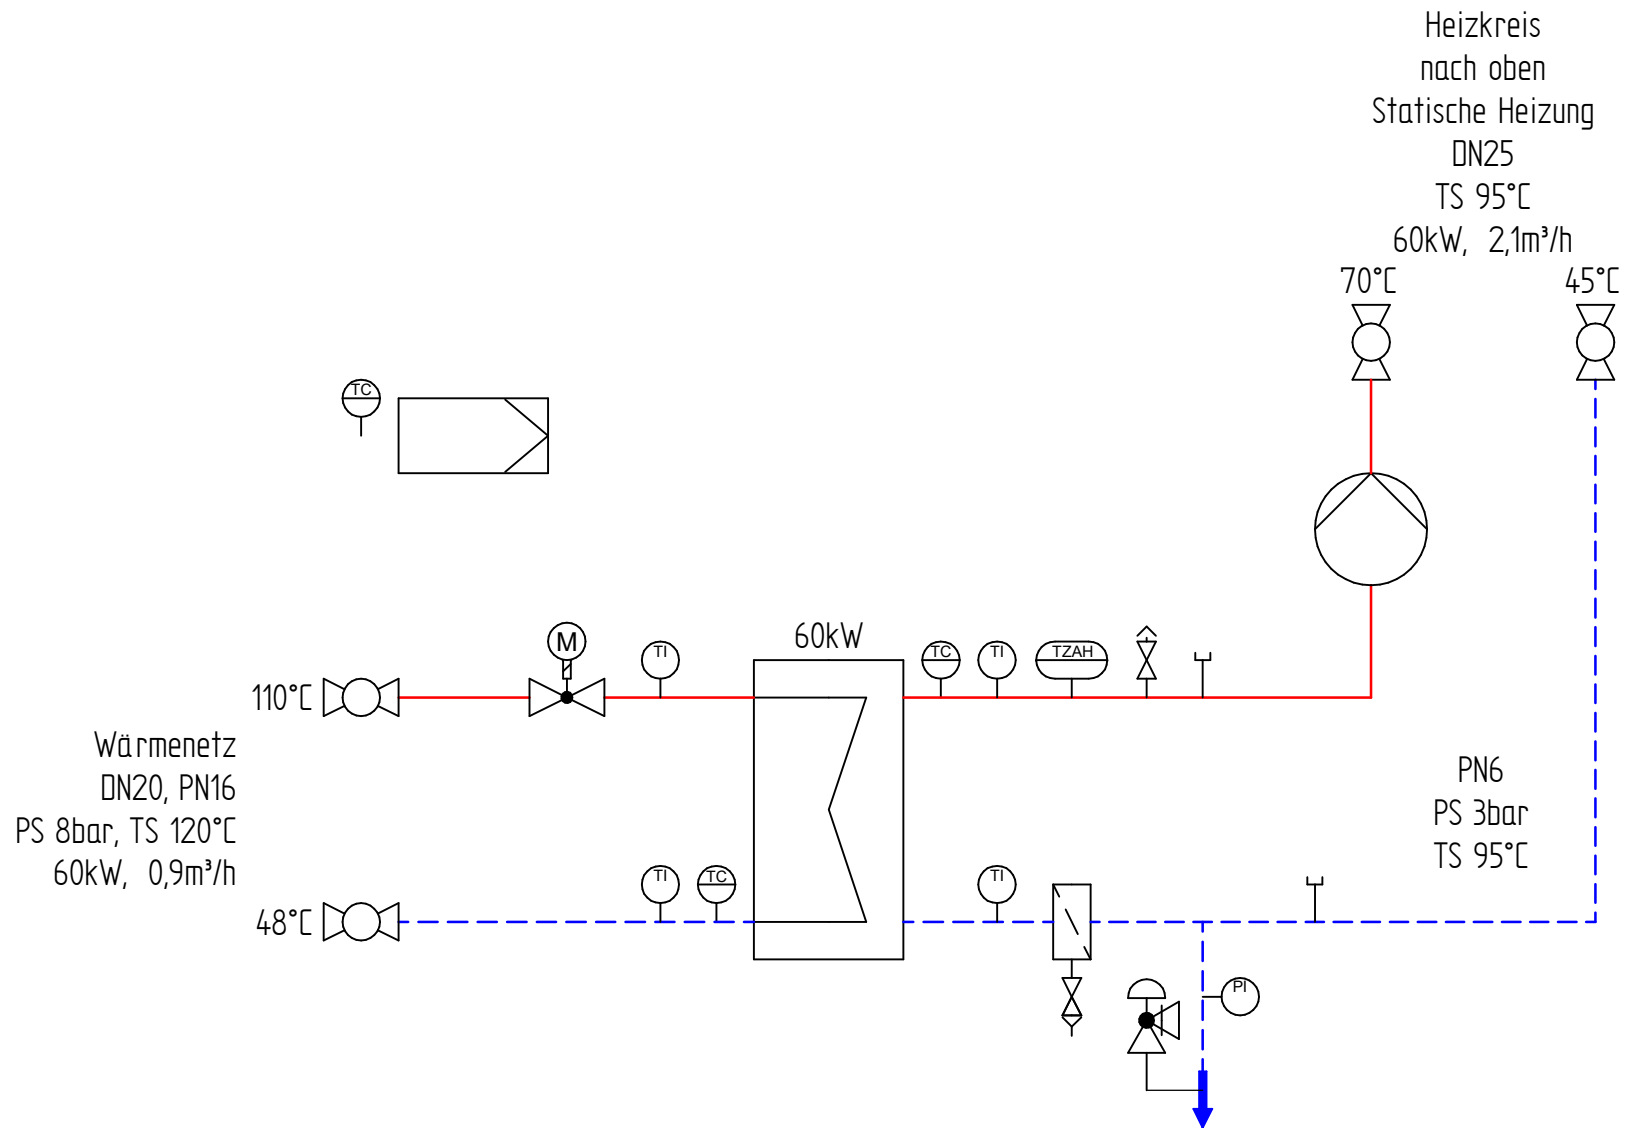 Heizkreis
nach oben
Statische Heizung
DN25
TS 95°C
60kW, 2,1m³/h
70°C
45°C
TC
M
TI
60kW
TC
TI
TZAH
110°C
Wärmenetz
DN20, PN16
PS 8bar, TS 120°C
60kW, 0,9m³/h
PN6
PS 3bar
TS 95°C
48°C
TI
TC
TI
PI